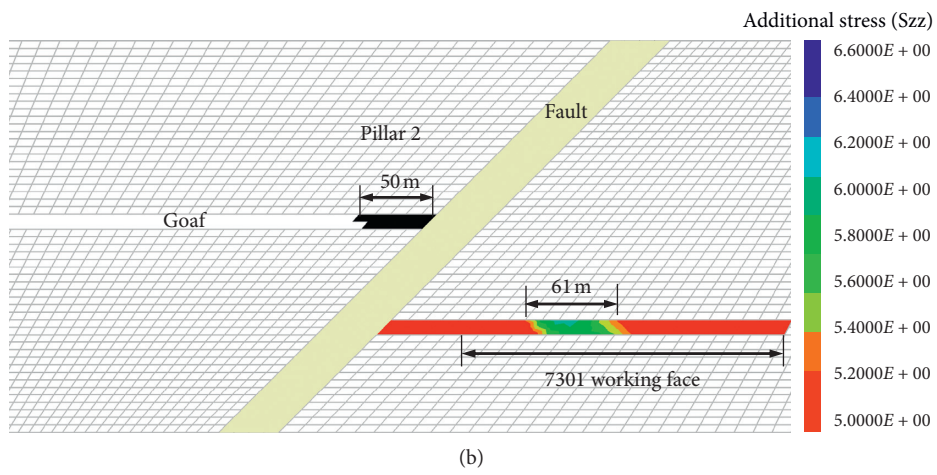 Additional stress (Szz)
6.6000E + 00
6.4000E + 00
6.2000E + 00
6.0000E + 00
5.8000E + 00
5.6000E + 00
5.4000E + 00
5.2000E + 00
5.0000E + 00
Fault
Pillar 2
50 m
Goaf
61 m
7301 working face
(b)